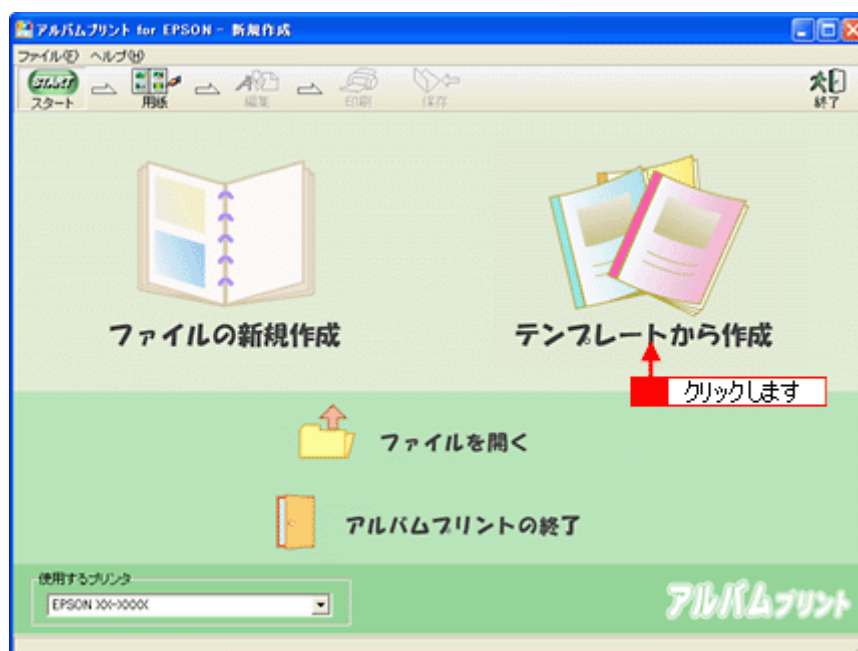 アルバムプリント for EPSON - 新規作成
ファイル(F) ヘルプ(H)
START
スタート 用紙 編集 印刷 保存 終了
ファイルの新規作成
テンプレートから作成
クリックします
ファイルを開く
アルバムプリントの終了
使用するプリンタ
EPSON XX-XXXX
アルバムプリント